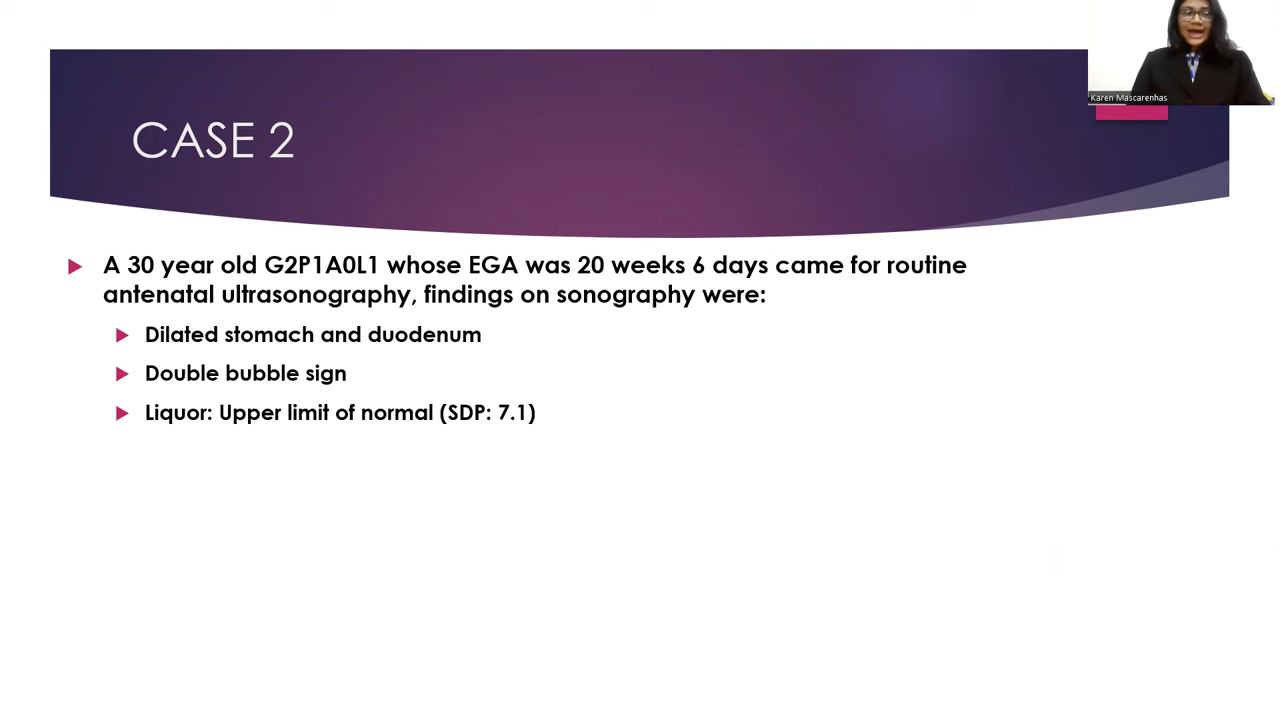 Karen Mascarenhas
CASE 2
A 30 year old G2P1A0L1 whose EGA was 20 weeks 6 days came for routine
antenatal ultrasonography, findings on sonography were:
Dilated stomach and duodenum
Double bubble sign
Liquor: Upper limit of normal (SDP: 7.1)